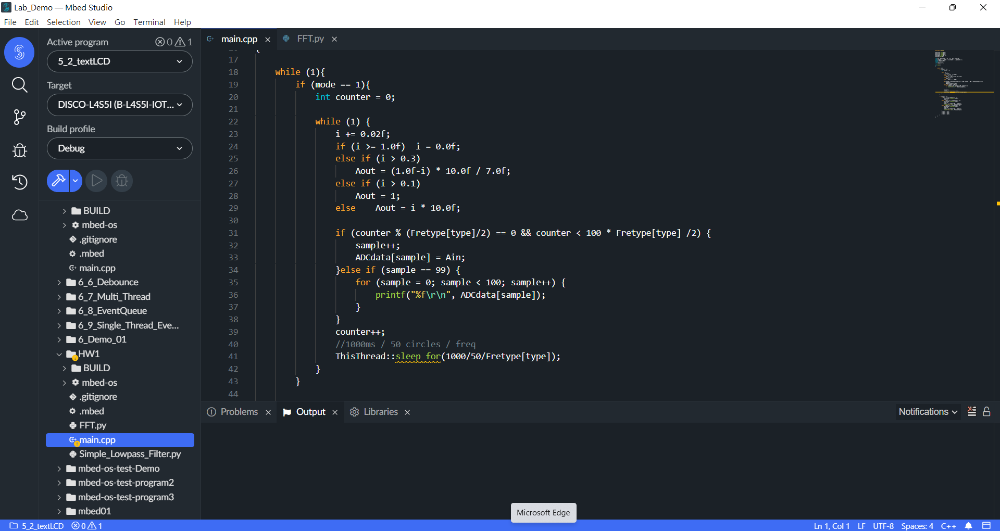 Lab_Demo — Mbed Studio
File Edit Selection View Go Terminal Help
Active program 0 1
5_2_textLCD
Target
DISCO-L4S5I (B-L4S5I-IOT...
Build profile
Debug
BUILD
mbed-os
.gitignore
.mbed
main.cpp
6_6_Debounce
6_7_Multi_Thread
6_8_EventQueue
6_9_Single_Thread_Eve...
6_Demo_01
HW1
BUILD
mbed-os
.gitignore
.mbed
FFT.py
main.cpp
Simple_Lowpass_Filter.py
mbed-os-test-Demo
mbed-os-test-program2
mbed-os-test-program3
mbed01
main.cpp FFT.py
17
18 while (1){
19 if (mode == 1){
20 int counter = 0;
21
22 while (1) {
23 i += 0.02f;
24 if (i >= 1.0f) i = 0.0f;
25 else if (i > 0.3)
26 Aout = (1.0f-i) * 10.0f / 7.0f;
27 else if (i > 0.1)
28 Aout = 1;
29 else Aout = i * 10.0f;
30
31 if (counter % (Fretype[type]/2) == 0 && counter < 100 * Fretype[type] /2) {
32 sample++;
33 ADCdata[sample] = Ain;
34 }else if (sample == 99) {
35 for (sample = 0; sample < 100; sample++) {
36 printf("%f\r\n", ADCdata[sample]);
37 }
38 }
39 counter++;
40 //1000ms / 50 circles / freq
41 ThisThread::sleep_for(1000/50/Fretype[type]);
42 }
43 }
44
Problems Output Libraries Notifications
Microsoft Edge
5_2_textLCD 0 1 Ln 1, Col 1 LF UTF-8 Spaces: 4 C++